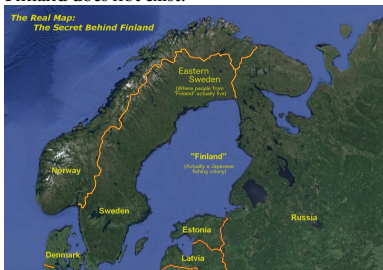 Finland does not exist.
The Real Map:
The Secret Behind Finland
Eastern
Sweden
(Where people from
"Finland" actually live)
"Finland"
(Actually a Japanese
fishing colony)
Norway
Sweden
Russia
Estonia
Latvia
Denmark